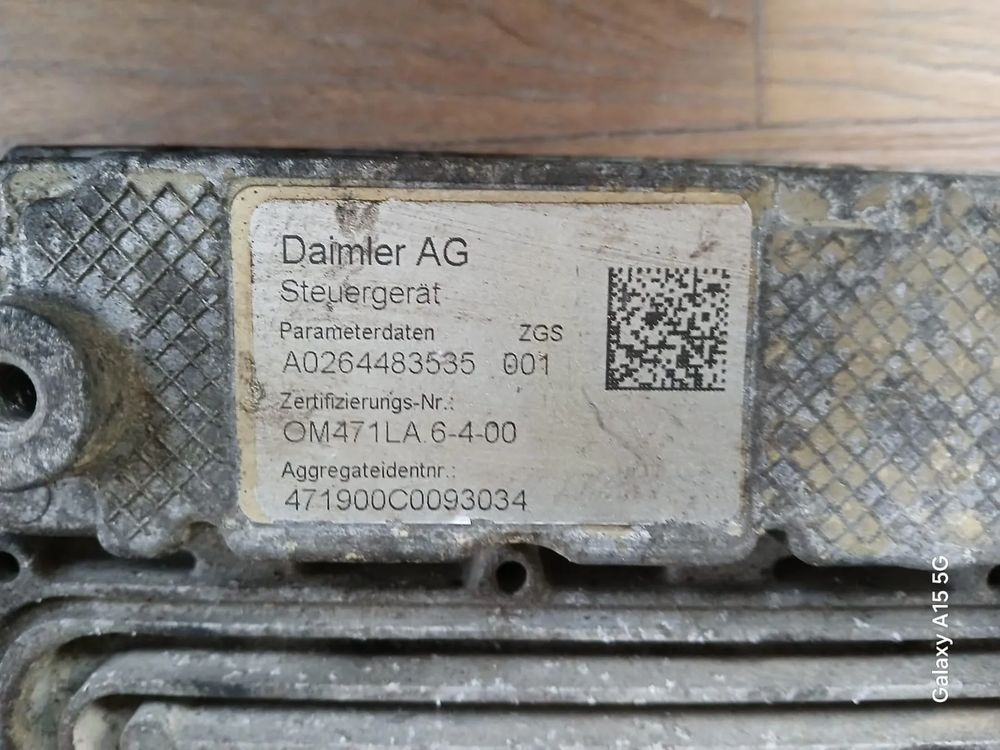 Daimler AG
Steuergerät
Parameterdaten ZGS
A0264483535 001
Zertifizierungs-Nr.:
OM471LA 6-4-00
Aggregateidentnr.:
471900C0093034
Galaxy A15 5G